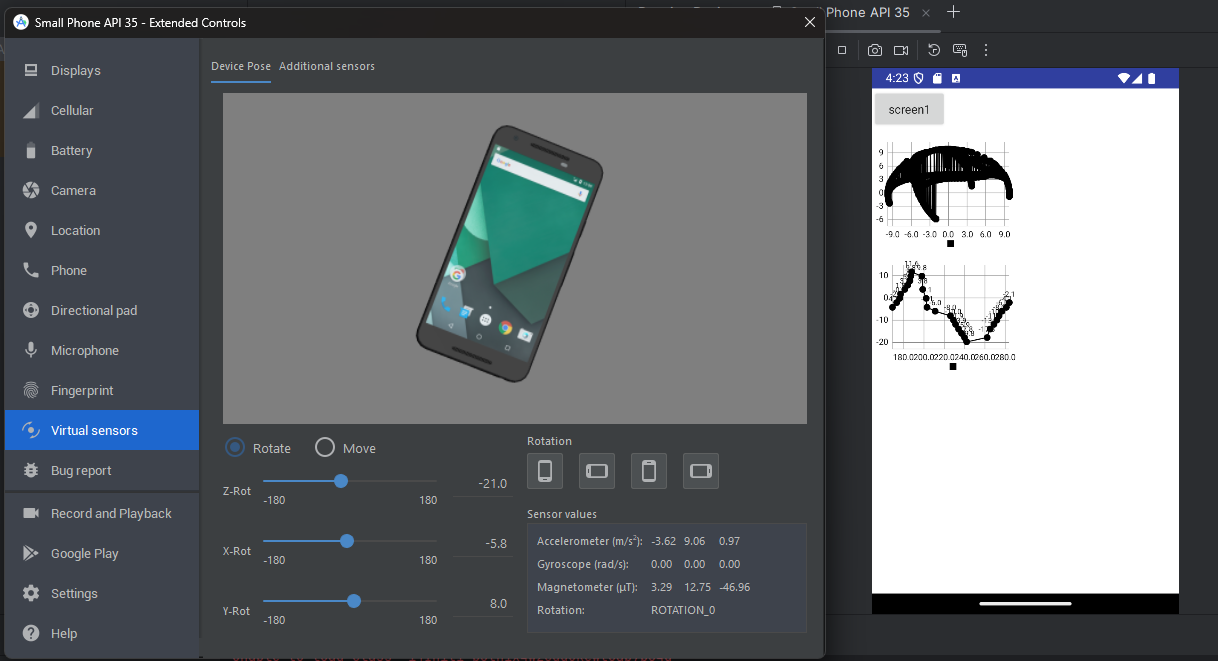 Small Phone API 35 - Extended Controls
Phone API 35
Displays
Cellular
Battery
Camera
Location
Phone
Directional pad
Microphone
Fingerprint
Virtual sensors
Bug report
Record and Playback
Google Play
Settings
Help
Device Pose Additional sensors
Google
Rotate Move
Z-Rot -21.0
-180 180
X-Rot -5.8
-180 180
Y-Rot 8.0
-180 180
Rotation
Sensor values
Accelerometer (m/s²): -3.62 9.06 0.97
Gyroscope (rad/s): 0.00 0.00 0.00
Magnetometer (μT): 3.29 12.75 -46.96
Rotation: ROTATION_0
4:23
screen1
9
6
3
0
-3
-6
-9.0 -6.0 -3.0 0.0 3.0 6.0 9.0
10
0
-10
-20
180.0200.0220.0240.0260.0280.0